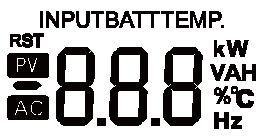 INPUTBATTTEMP.
RST
PV
AC
8.8.8
kW
VAH
%°C
Hz